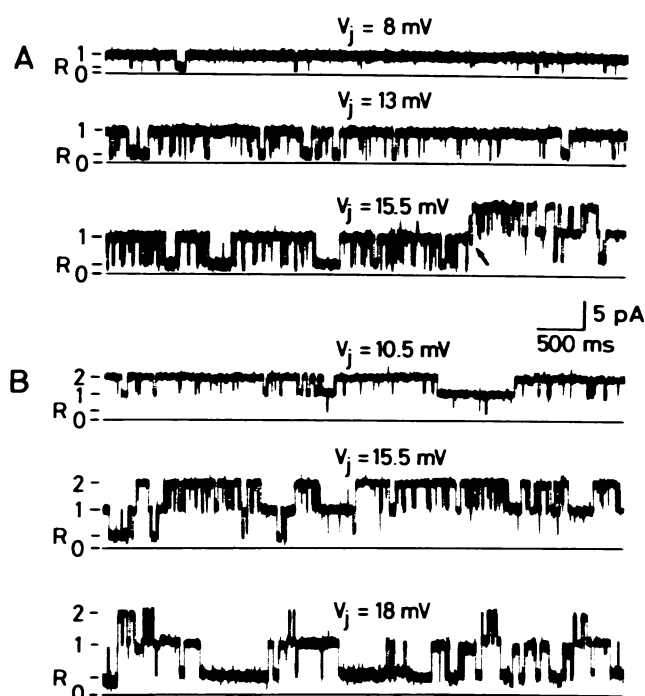 A
Vj = 8 mV
1 -
R =
0 -
Vj = 13 mV
1 -
R =
0 -
Vj = 15.5 mV
1 -
R =
0 -
5 pA
500 ms
B
Vj = 10.5 mV
2 -
1 -
R =
0 -
Vj = 15.5 mV
2 -
1 -
R -
0 -
Vj = 18 mV
2 -
1 -
R -
0 -